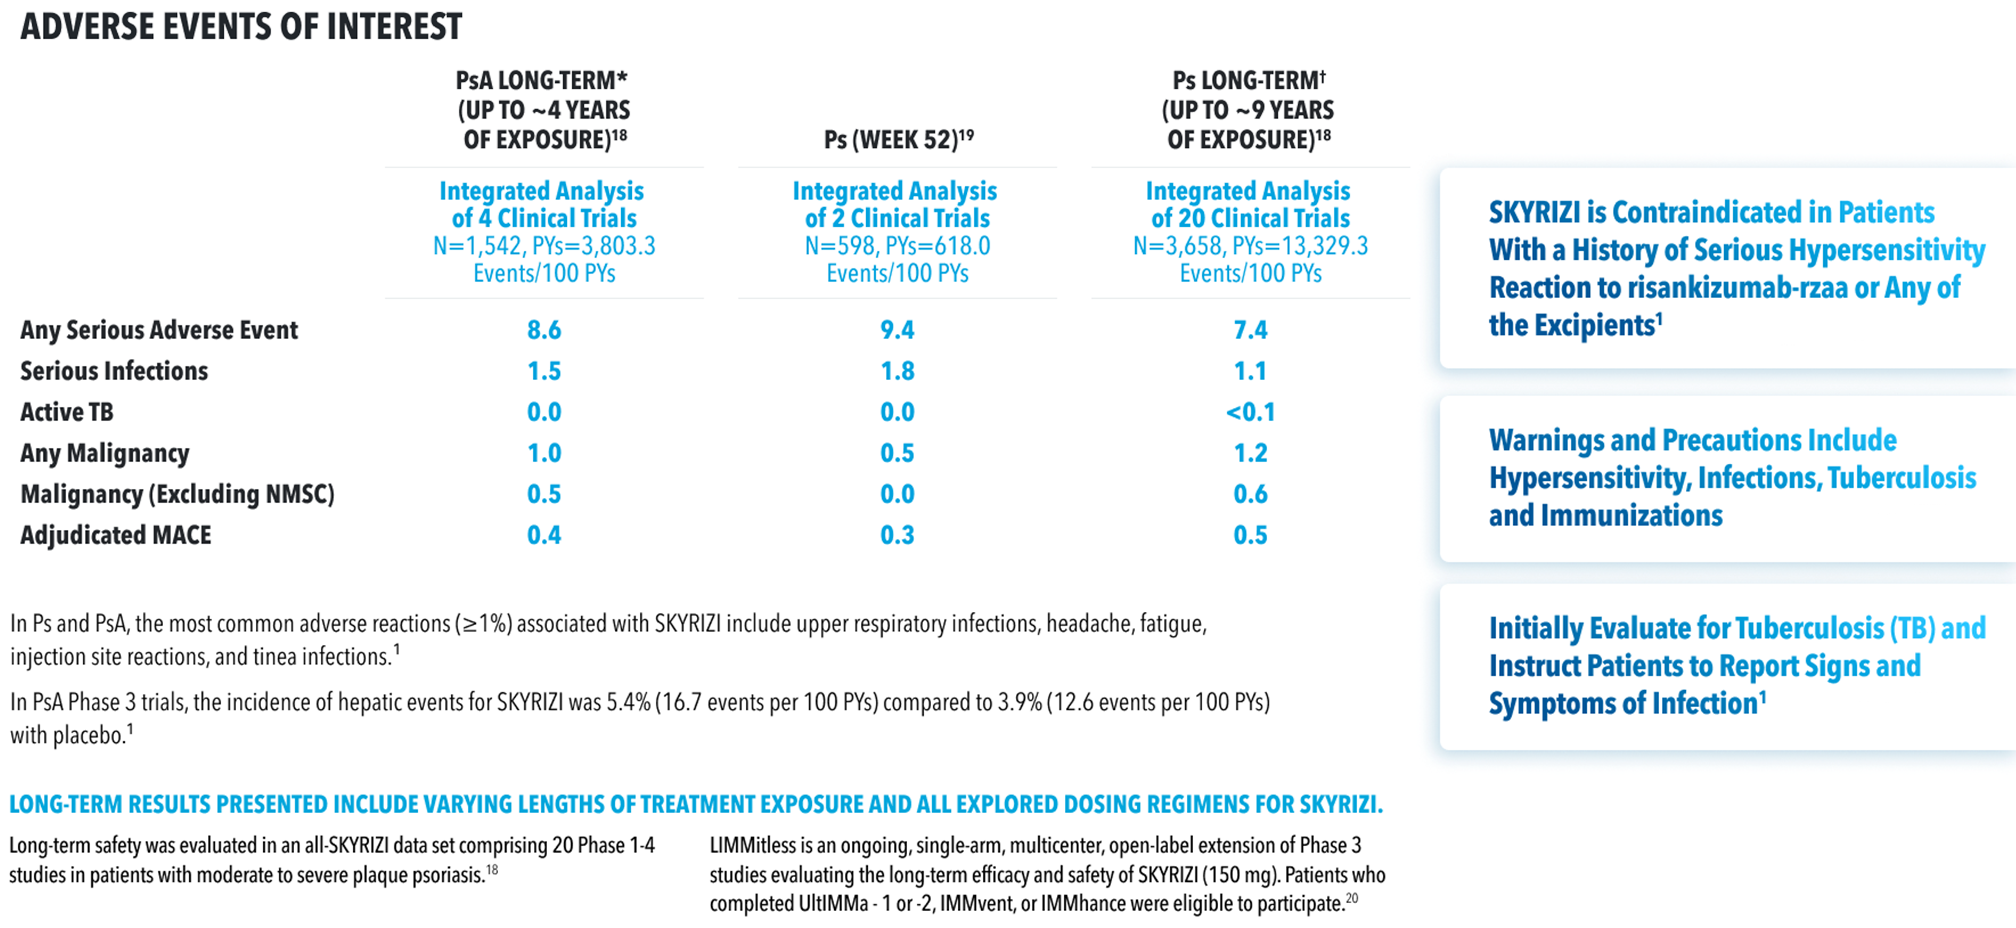 ADVERSE EVENTS OF INTEREST
PsA LONG-TERM*
(UP TO ~4 YEARS
OF EXPOSURE)18
Ps (WEEK 52)19
Ps LONG-TERM†
(UP TO ~9 YEARS
OF EXPOSURE)18
Integrated Analysis
of 4 Clinical Trials
N=1,542, PYs=3,803.3
Events/100 PYs
Integrated Analysis
of 2 Clinical Trials
N=598, PYs=618.0
Events/100 PYs
Integrated Analysis
of 20 Clinical Trials
N=3,658, PYs=13,329.3
Events/100 PYs
Any Serious Adverse Event 8.6 9.4 7.4
Serious Infections 1.5 1.8 1.1
Active TB 0.0 0.0 <0.1
Any Malignancy 1.0 0.5 1.2
Malignancy (Excluding NMSC) 0.5 0.0 0.6
Adjudicated MACE 0.4 0.3 0.5
In Ps and PsA, the most common adverse reactions (≥1%) associated with SKYRIZI include upper respiratory infections, headache, fatigue,
injection site reactions, and tinea infections.1
In PsA Phase 3 trials, the incidence of hepatic events for SKYRIZI was 5.4% (16.7 events per 100 PYs) compared to 3.9% (12.6 events per 100 PYs)
with placebo.1
LONG-TERM RESULTS PRESENTED INCLUDE VARYING LENGTHS OF TREATMENT EXPOSURE AND ALL EXPLORED DOSING REGIMENS FOR SKYRIZI.
Long-term safety was evaluated in an all-SKYRIZI data set comprising 20 Phase 1-4
studies in patients with moderate to severe plaque psoriasis.18
LIMMitless is an ongoing, single-arm, multicenter, open-label extension of Phase 3
studies evaluating the long-term efficacy and safety of SKYRIZI (150 mg). Patients who
completed UltIMMa - 1 or -2, IMMvent, or IMMhance were eligible to participate.20
SKYRIZI is Contraindicated in Patients
With a History of Serious Hypersensitivity
Reaction to risankizumab-rzaa or Any of
the Excipients1
Warnings and Precautions Include
Hypersensitivity, Infections, Tuberculosis
and Immunizations
Initially Evaluate for Tuberculosis (TB) and
Instruct Patients to Report Signs and
Symptoms of Infection1